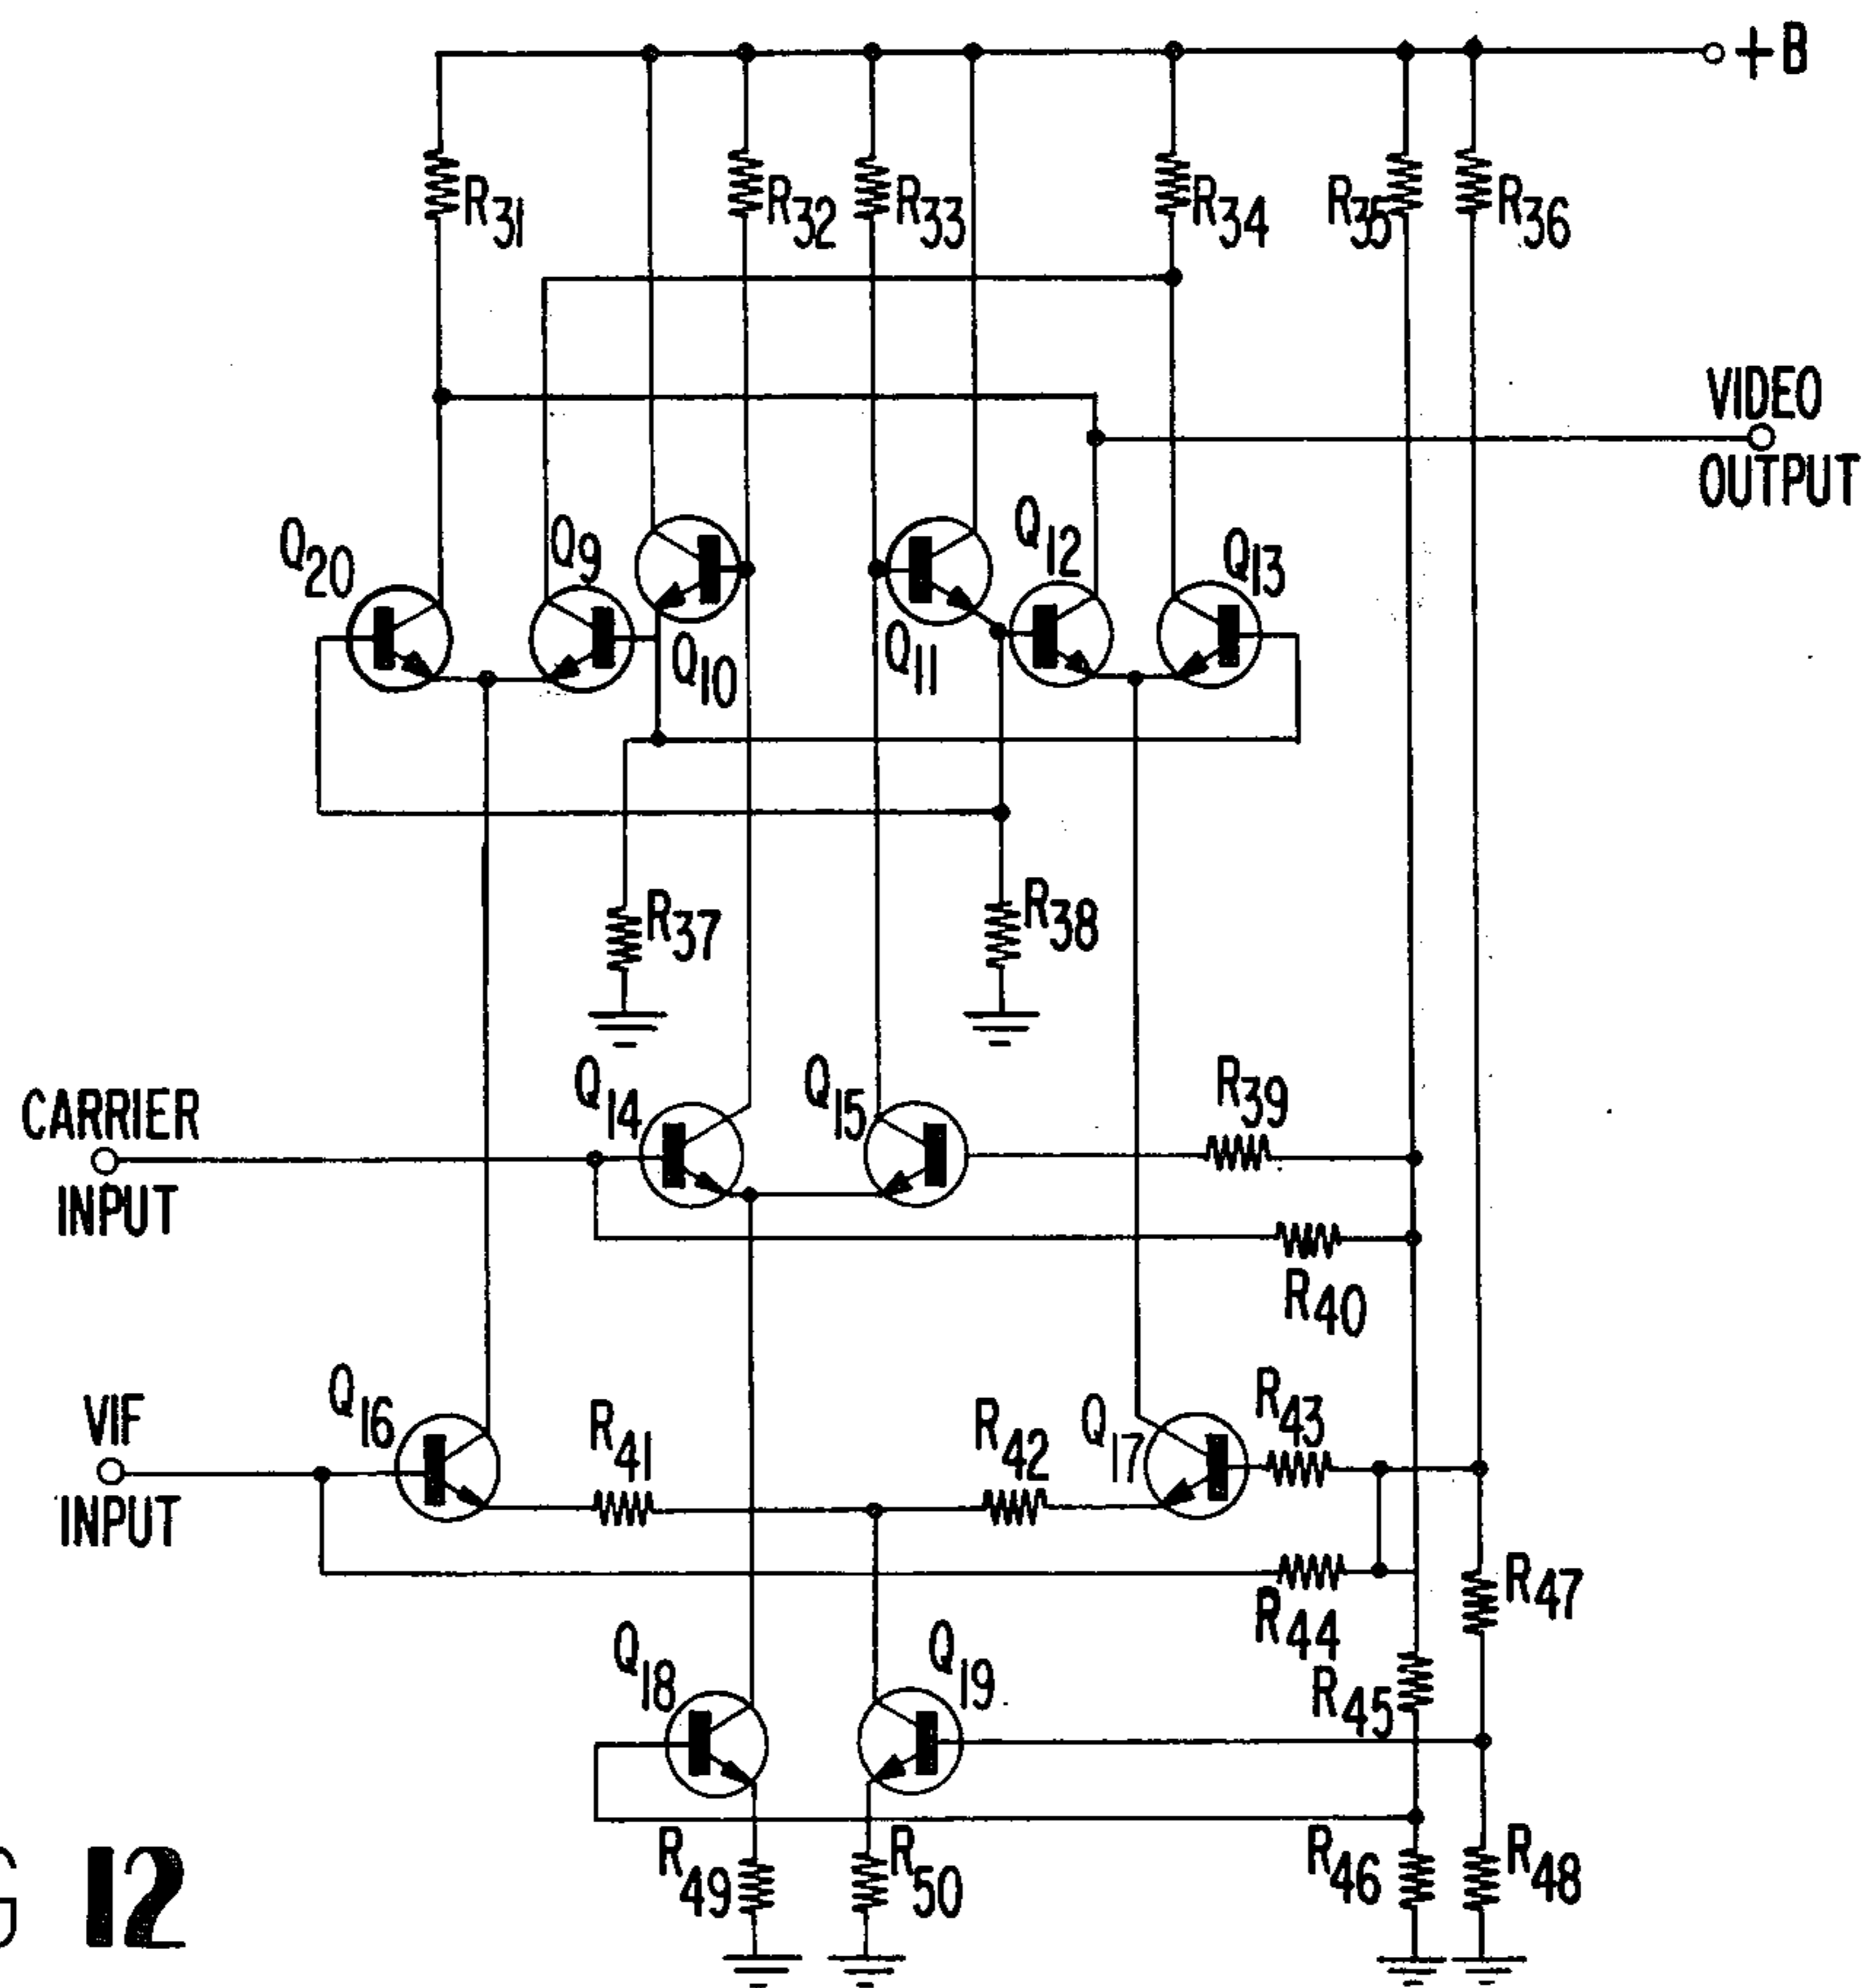 +B
R31
R32
R33
R34
R35
R36
VIDEO
OUTPUT
Q20
Q9
Q10
Q11
Q12
Q13
R37
R38
CARRIER
INPUT
Q14
Q15
R39
R40
VIF
INPUT
Q16
R41
R42
Q17
R43
R44
R47
Q18
Q19
R45
R49
R50
R46
R48
G 12